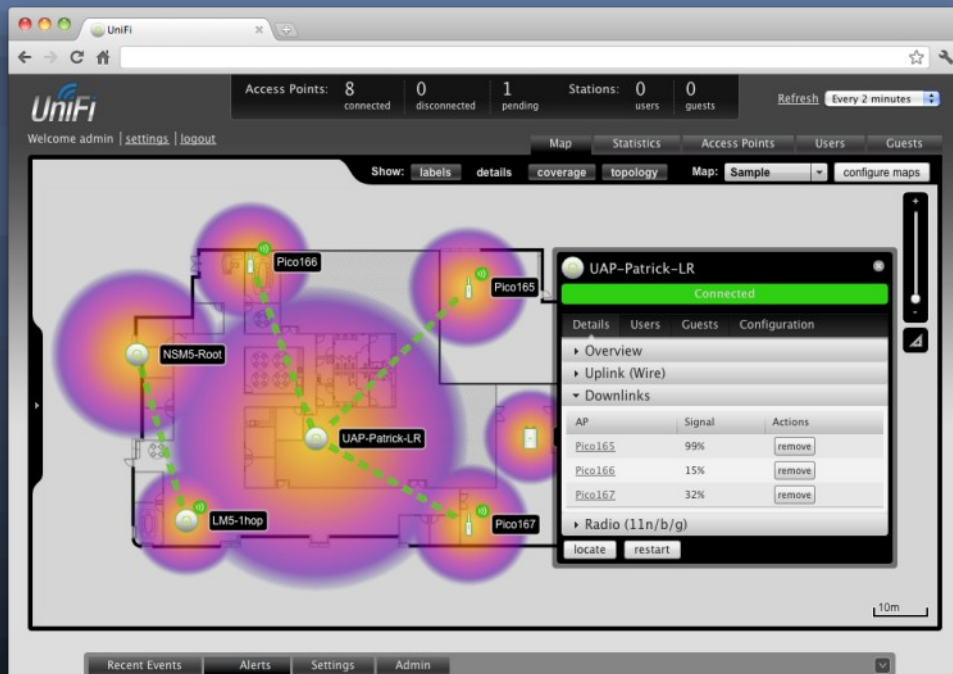 UniFi
UniFi
Access Points: 8 connected 0 disconnected 1 pending Stations: 0 users 0 guests
Refresh Every 2 minutes
Welcome admin | settings | logout
Map Statistics Access Points Users Guests
Show: labels details coverage topology Map: Sample configure maps
+
-
Pico166
Pico165
NSM5-Root
UAP-Patrick-LR
LM5-1hop
Pico167
UAP-Patrick-LR
Connected
Details Users Guests Configuration
Overview
Uplink (Wire)
Downlinks
AP Signal Actions
Pico165 99% remove
Pico166 15% remove
Pico167 32% remove
Radio (11n/b/g)
locate restart
10m
Recent Events Alerts Settings Admin